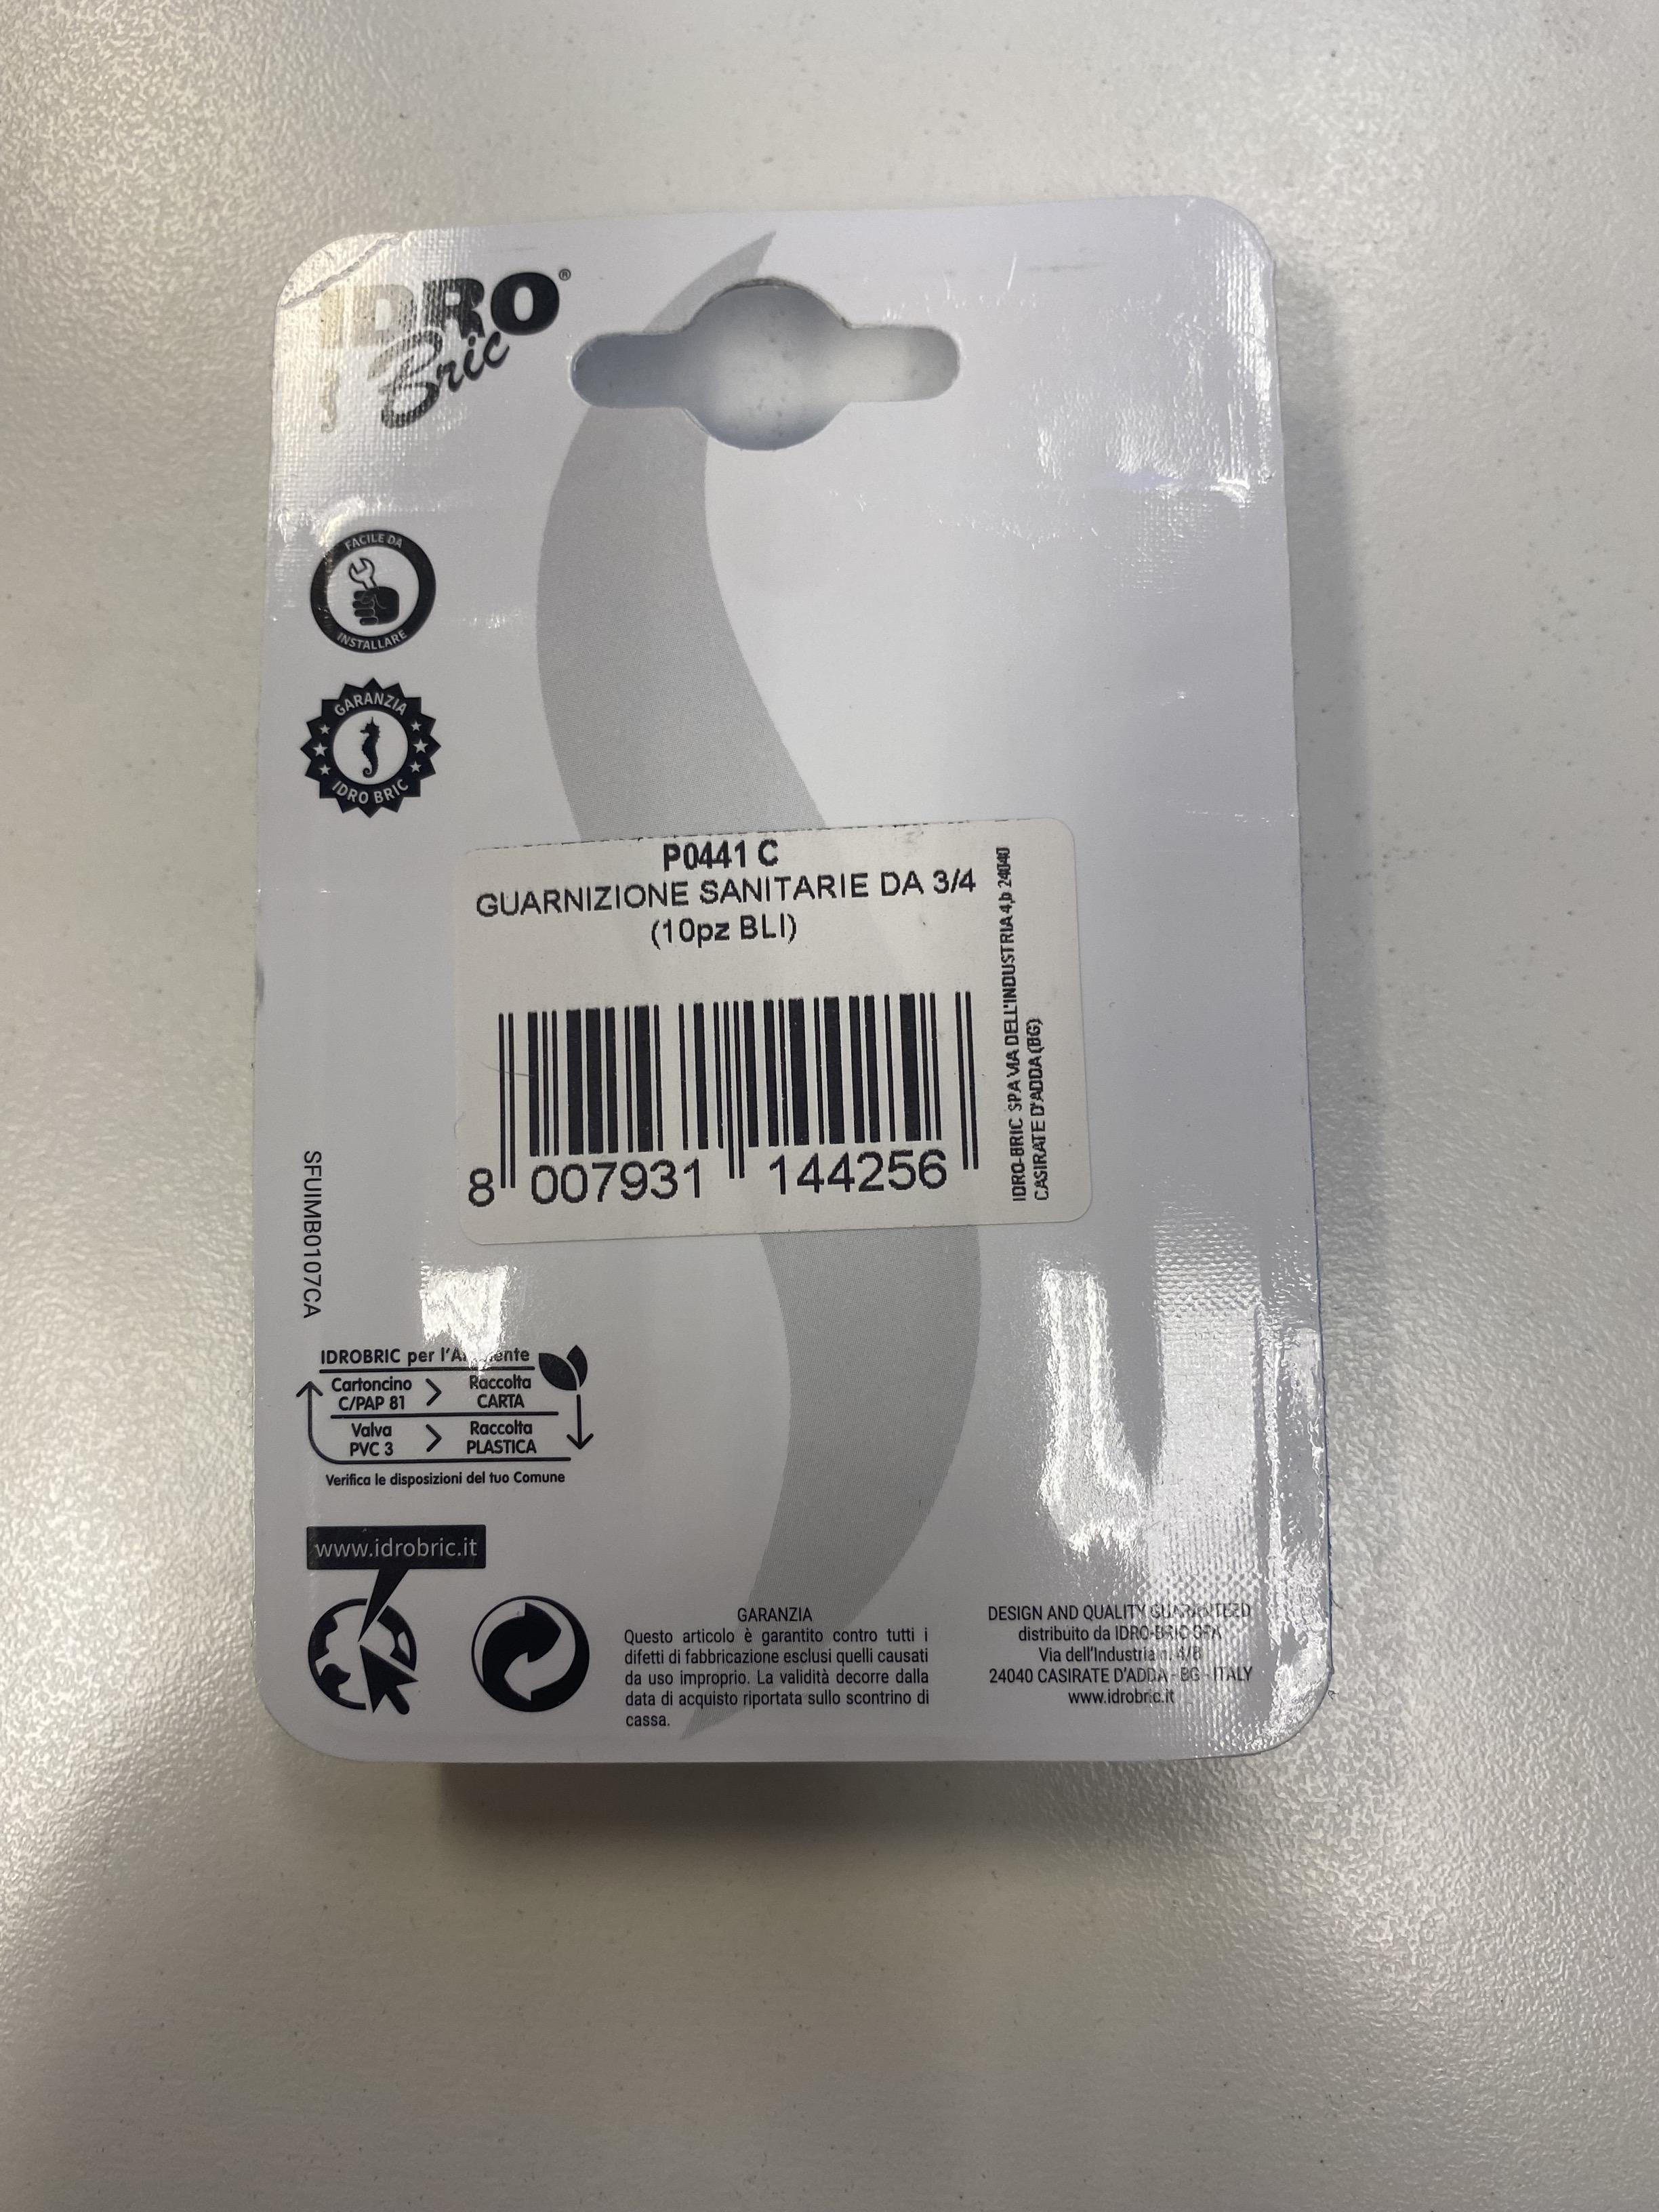 IDRO®
Bric
FACILE DA
INSTALLARE
GARANZIA
IDRO BRIC
P0441 C
GUARNIZIONE SANITARIE DA 3/4
(10pz BLI)
8 007931 144256
IDRO-BRIC SPA VIA DELL'INDUSTRIA 4,b 24040
CASIRATE D'ADDA (BG)
SFUIMB0107CA
IDROBRIC per l'Ambiente
Cartoncino > Raccolta
C/PAP 81 CARTA
Valva > Raccolta
PVC 3 PLASTICA
Verifica le disposizioni del tuo Comune
www.idrobric.it
GARANZIA
Questo articolo è garantito contro tutti i
difetti di fabbricazione esclusi quelli causati
da uso improprio. La validità decorre dalla
data di acquisto riportata sullo scontrino di
cassa.
DESIGN AND QUALITY GUARANTEED
distribuito da IDRO-BRIC SPA
Via dell'Industria n. 4/B
24040 CASIRATE D'ADDA - BG - ITALY
www.idrobric.it